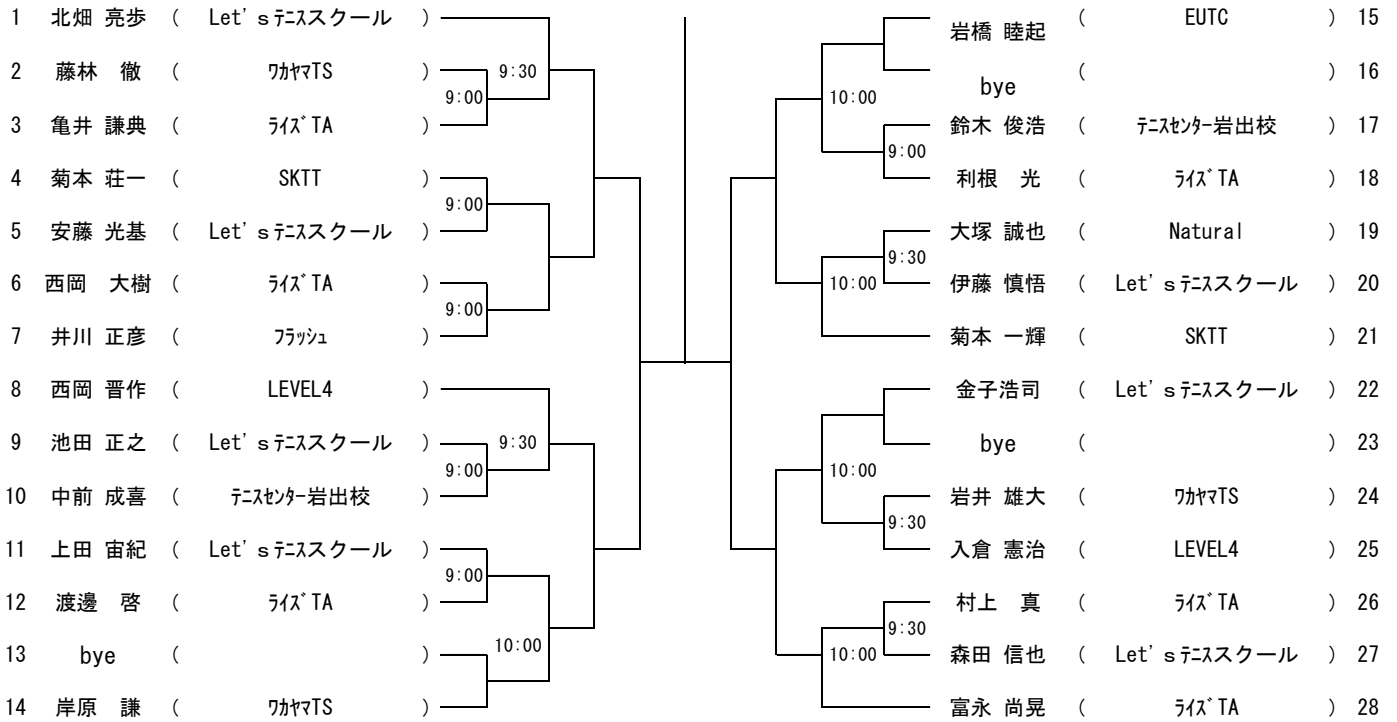 1 北畑 亮歩 ( Let's ﾃﾆｽスクール )
9:30
2 藤林 徹 ( ﾜｶﾔﾏTS )
9:00
3 亀井 謙典 ( ﾗｲｽﾞTA )
4 菊本 荘一 ( SKTT )
9:00
5 安藤 光基 ( Let's ﾃﾆｽスクール )
6 西岡 大樹 ( ﾗｲｽﾞTA )
9:00
7 井川 正彦 ( ﾌﾗｯｼｭ )
8 西岡 晋作 ( LEVEL4 )
9:30
9 池田 正之 ( Let's ﾃﾆｽスクール )
9:00
10 中前 成喜 ( ﾃﾆｽｾﾝﾀｰ岩出校 )
11 上田 宙紀 ( Let's ﾃﾆｽスクール )
9:00
12 渡邊 啓 ( ﾗｲｽﾞTA )
10:00
13 bye ( )
14 岸原 謙 ( ﾜｶﾔﾏTS )
岩橋 睦起 ( EUTC ) 15
bye ( ) 16
10:00
鈴木 俊浩 ( ﾃﾆｽｾﾝﾀｰ岩出校 ) 17
9:00
利根 光 ( ﾗｲｽﾞTA ) 18
大塚 誠也 ( Natural ) 19
9:30
10:00
伊藤 慎悟 ( Let's ﾃﾆｽスクール ) 20
菊本 一輝 ( SKTT ) 21
金子浩司 ( Let's ﾃﾆｽスクール ) 22
bye ( ) 23
10:00
岩井 雄大 ( ﾜｶﾔﾏTS ) 24
9:30
入倉 憲治 ( LEVEL4 ) 25
村上 真 ( ﾗｲｽﾞTA ) 26
9:30
10:00
森田 信也 ( Let's ﾃﾆｽスクール ) 27
富永 尚晃 ( ﾗｲｽﾞTA ) 28